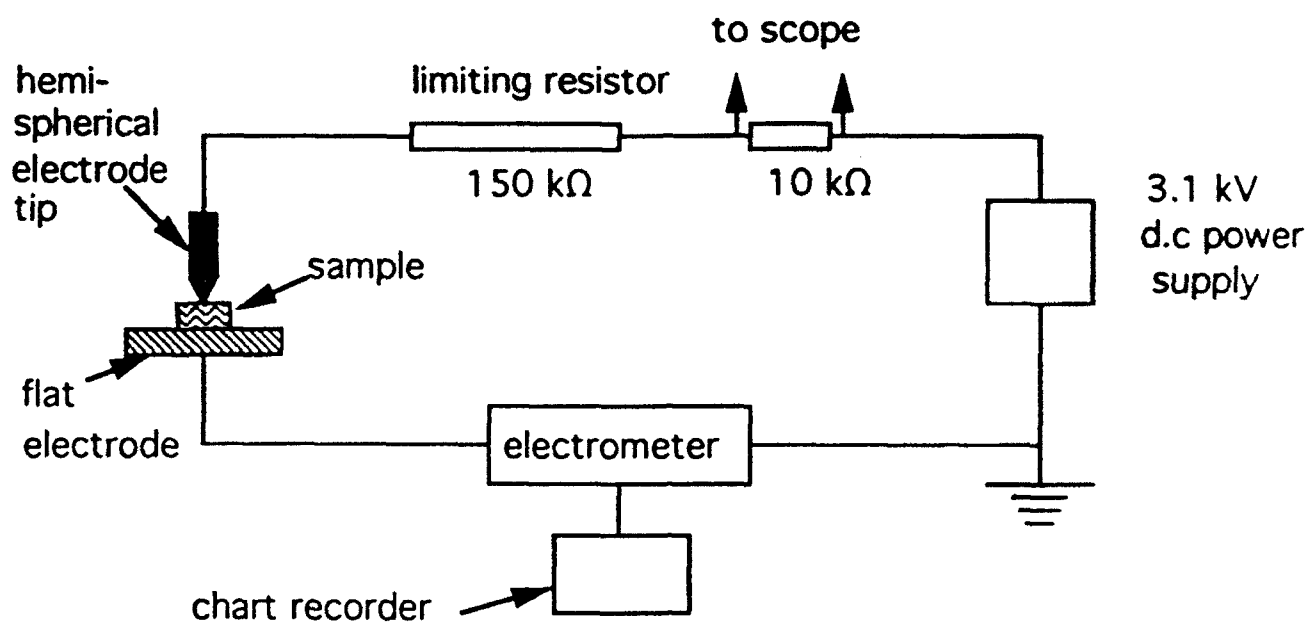 to scope
hemi-
spherical
electrode
tip
limiting resistor
150 kΩ
10 kΩ
3.1 kV
d.c power
supply
sample
flat
electrode
electrometer
chart recorder